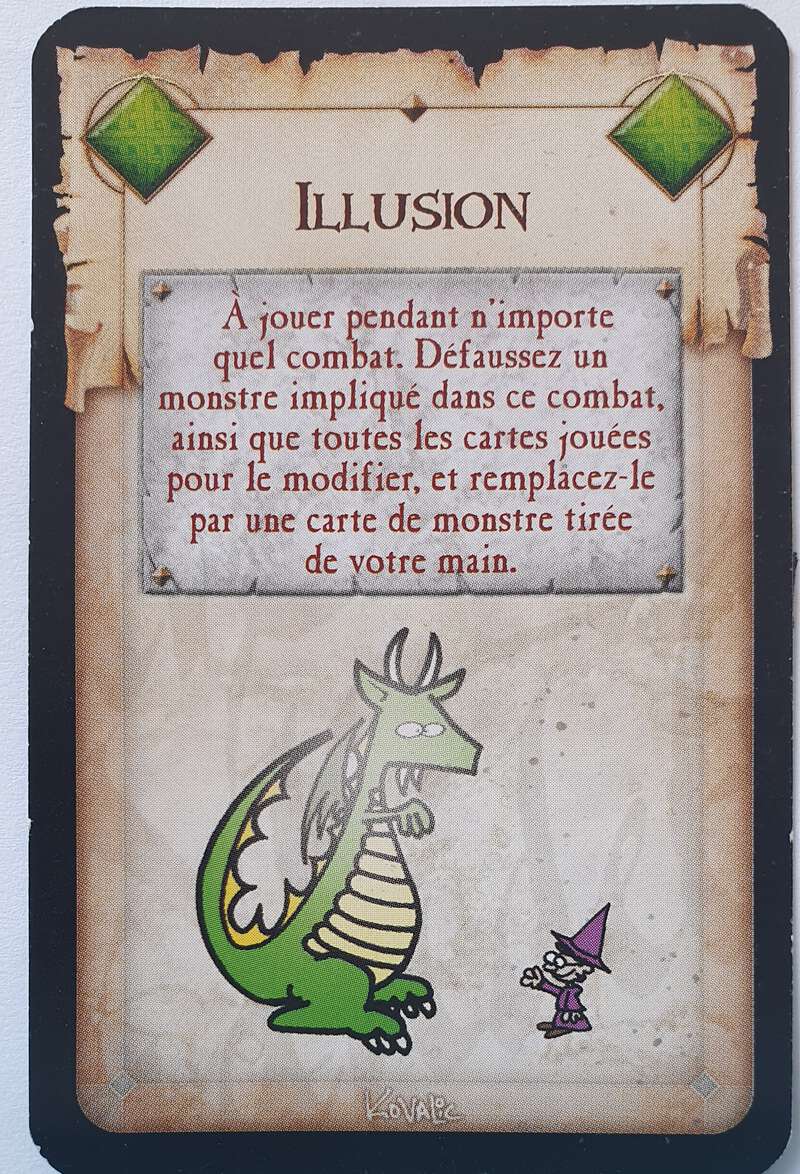 Illusion
À jouer pendant n'importe
quel combat. Défaussez un
monstre impliqué dans ce combat,
ainsi que toutes les cartes jouées
pour le modifier, et remplacez-le
par une carte de monstre tirée
de votre main.
Kovalic